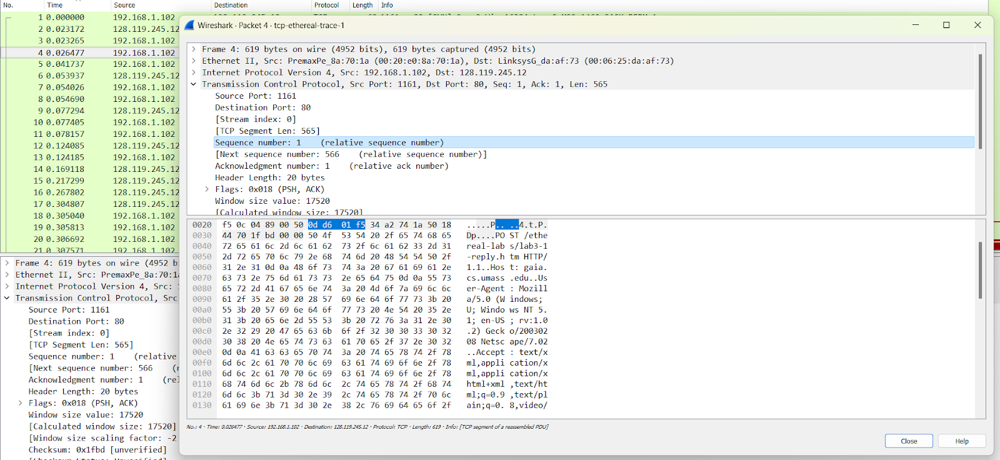 No. Time Source Destination Protocol Length Info
1 0.000000 192.168.1.102
2 0.023172 128.119.245.12
3 0.023265 192.168.1.102
4 0.026477 192.168.1.102
5 0.041737 192.168.1.102
6 0.053937 128.119.245.12
7 0.054026 192.168.1.102
8 0.054690 192.168.1.102
9 0.077294 128.119.245.12
10 0.077405 192.168.1.102
11 0.078157 192.168.1.102
12 0.124085 128.119.245.12
13 0.124185 192.168.1.102
14 0.169118 128.119.245.12
15 0.217299 128.119.245.12
16 0.267802 128.119.245.12
17 0.304807 128.119.245.12
18 0.305040 192.168.1.102
19 0.305813 192.168.1.102
20 0.306692 192.168.1.102
21 0.307571 192.168.1.102
Frame 4: 619 bytes on wire (4952 b
Ethernet II, Src: PremaxPe_8a:70:1a
Internet Protocol Version 4, Src:
Transmission Control Protocol, Src
Source Port: 1161
Destination Port: 80
[Stream index: 0]
[TCP Segment Len: 565]
Sequence number: 1 (relative
[Next sequence number: 566
Acknowledgment number: 1 (rel
Header Length: 20 bytes
Flags: 0x018 (PSH, ACK)
Window size value: 17520
[Calculated window size: 17520]
[Window size scaling factor: -2
Checksum: 0x1fbd [unverified]
Wireshark · Packet 4 · tcp-ethereal-trace-1
Frame 4: 619 bytes on wire (4952 bits), 619 bytes captured (4952 bits)
Ethernet II, Src: PremaxPe_8a:70:1a (00:20:e0:8a:70:1a), Dst: LinksysG_da:af:73 (00:06:25:da:af:73)
Internet Protocol Version 4, Src: 192.168.1.102, Dst: 128.119.245.12
Transmission Control Protocol, Src Port: 1161, Dst Port: 80, Seq: 1, Ack: 1, Len: 565
Source Port: 1161
Destination Port: 80
[Stream index: 0]
[TCP Segment Len: 565]
Sequence number: 1 (relative sequence number)
[Next sequence number: 566 (relative sequence number)]
Acknowledgment number: 1 (relative ack number)
Header Length: 20 bytes
Flags: 0x018 (PSH, ACK)
Window size value: 17520
[Calculated window size: 17520]
0020 f5 0c 04 89 00 50 0d d6 01 f5 34 a2 74 1a 50 18 .....P.. ..4.t.P.
0030 44 70 1f bd 00 00 50 4f 53 54 20 2f 65 74 68 65 Dp....PO ST /ethe
0040 72 65 61 6c 2d 6c 61 62 73 2f 6c 61 62 33 2d 31 real-lab s/lab3-1
0050 2d 72 65 70 6c 79 2e 68 74 6d 20 48 54 54 50 2f -reply.h tm HTTP/
0060 31 2e 31 0d 0a 48 6f 73 74 3a 20 67 61 69 61 2e 1.1..Hos t: gaia.
0070 63 73 2e 75 6d 61 73 73 2e 65 64 75 0d 0a 55 73 cs.umass .edu..Us
0080 65 72 2d 41 67 65 6e 74 3a 20 4d 6f 7a 69 6c 6c er-Agent : Mozill
0090 61 2f 35 2e 30 20 28 57 69 6e 64 6f 77 73 3b 20 a/5.0 (W indows;
00a0 55 3b 20 57 69 6e 64 6f 77 73 20 4e 54 20 35 2e U; Windo ws NT 5.
00b0 31 3b 20 65 6e 2d 55 53 3b 20 72 76 3a 31 2e 30 1; en-US ; rv:1.0
00c0 2e 32 29 20 47 65 63 6b 6f 2f 32 30 30 33 30 32 .2) Geck o/200302
00d0 30 38 20 4e 65 74 73 63 61 70 65 2f 37 2e 30 32 08 Netsc ape/7.02
00e0 0d 0a 41 63 63 65 70 74 3a 20 74 65 78 74 2f 78 ..Accept : text/x
00f0 6d 6c 2c 61 70 70 6c 69 63 61 74 69 6f 6e 2f 78 ml,appli cation/x
0100 6d 6c 2c 61 70 70 6c 69 63 61 74 69 6f 6e 2f 78 ml,appli cation/x
0110 68 74 6d 6c 2b 78 6d 6c 2c 74 65 78 74 2f 68 74 html+xml ,text/ht
0120 6d 6c 3b 71 3d 30 2e 39 2c 74 65 78 74 2f 70 6c ml;q=0.9 ,text/pl
0130 61 69 6e 3b 71 3d 30 2e 38 2c 76 69 64 65 6f 2f ain;q=0. 8,video/
No.: 4 · Time: 0.026477 · Source: 192.168.1.102 · Destination: 128.119.245.12 · Protocol: TCP · Length: 619 · Info: [TCP segment of a reassembled PDU]
Close Help